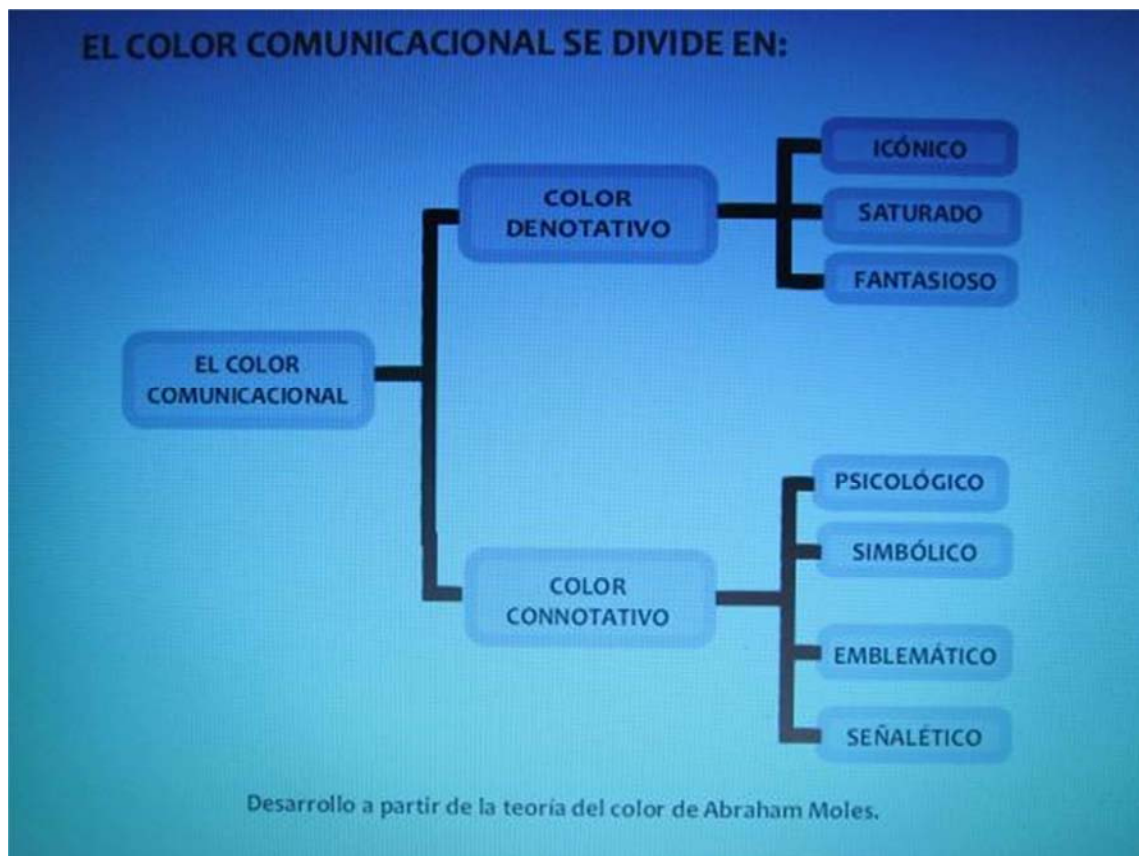 EL COLOR COMUNICACIONAL SE DIVIDE EN:
ICÓNICO
COLOR
DENOTATIVO
SATURADO
FANTASIOSO
EL COLOR
COMUNICACIONAL
PSICOLÓGICO
SIMBÓLICO
COLOR
CONNOTATIVO
EMBLEMÁTICO
SEÑALÉTICO
Desarrollo a partir de la teoría del color de Abraham Moles.